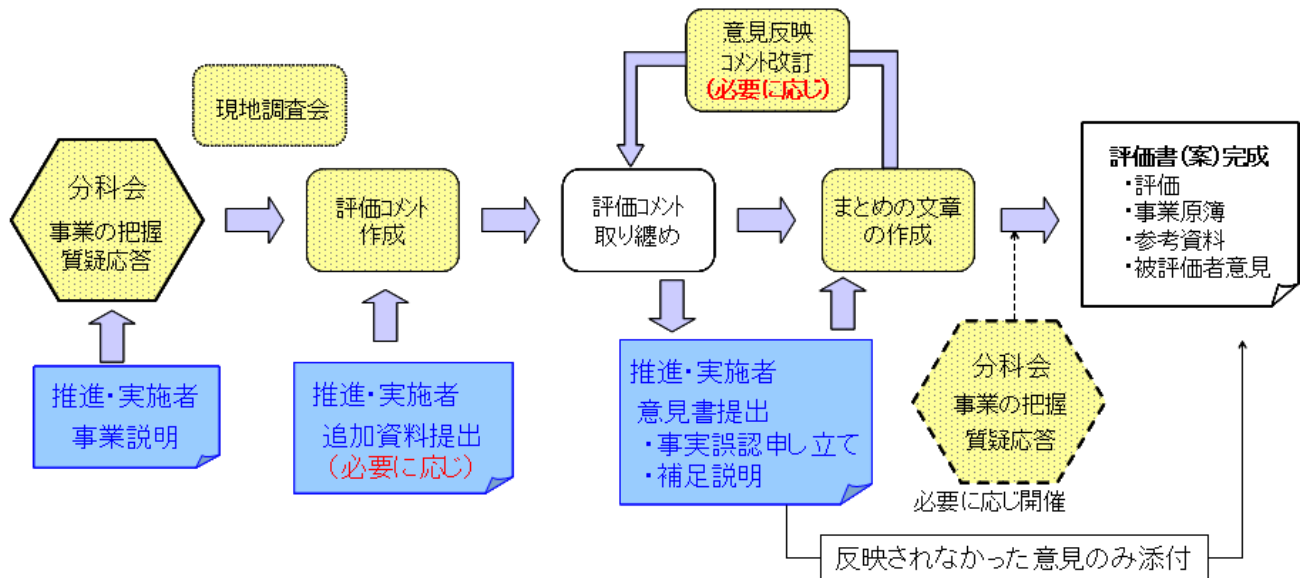 意見反映
コメント改訂
(必要に応じ)
現地調査会
分科会
事業の把握
質疑応答
評価コメント
作成
評価コメント
取り纏め
まとめの文章
の作成
評価書(案)完成
・評価
・事業原簿
・参考資料
・被評価者意見
推進・実施者
事業説明
推進・実施者
追加資料提出
(必要に応じ)
推進・実施者
意見書提出
・事実誤認申し立て
・補足説明
分科会
事業の把握
質疑応答
必要に応じ開催
反映されなかった意見のみ添付